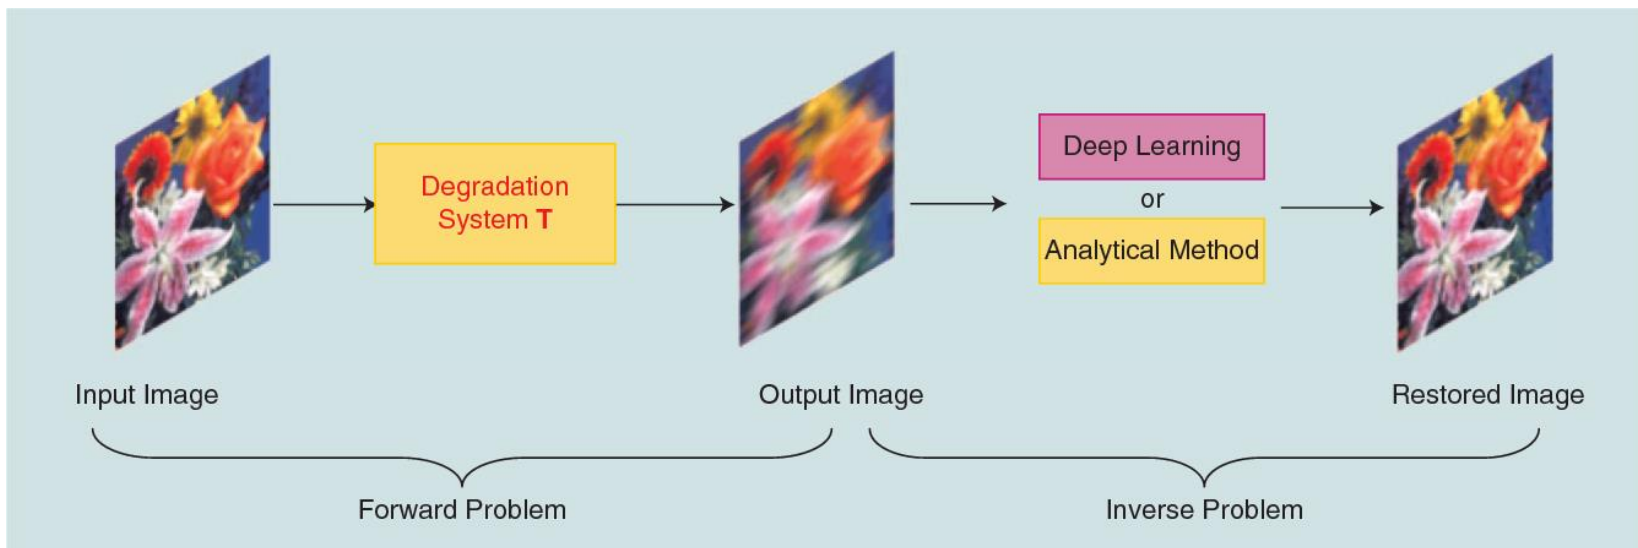 Degradation
System T
Deep Learning
or
Analytical Method
Input Image
Output Image
Restored Image
Forward Problem
Inverse Problem